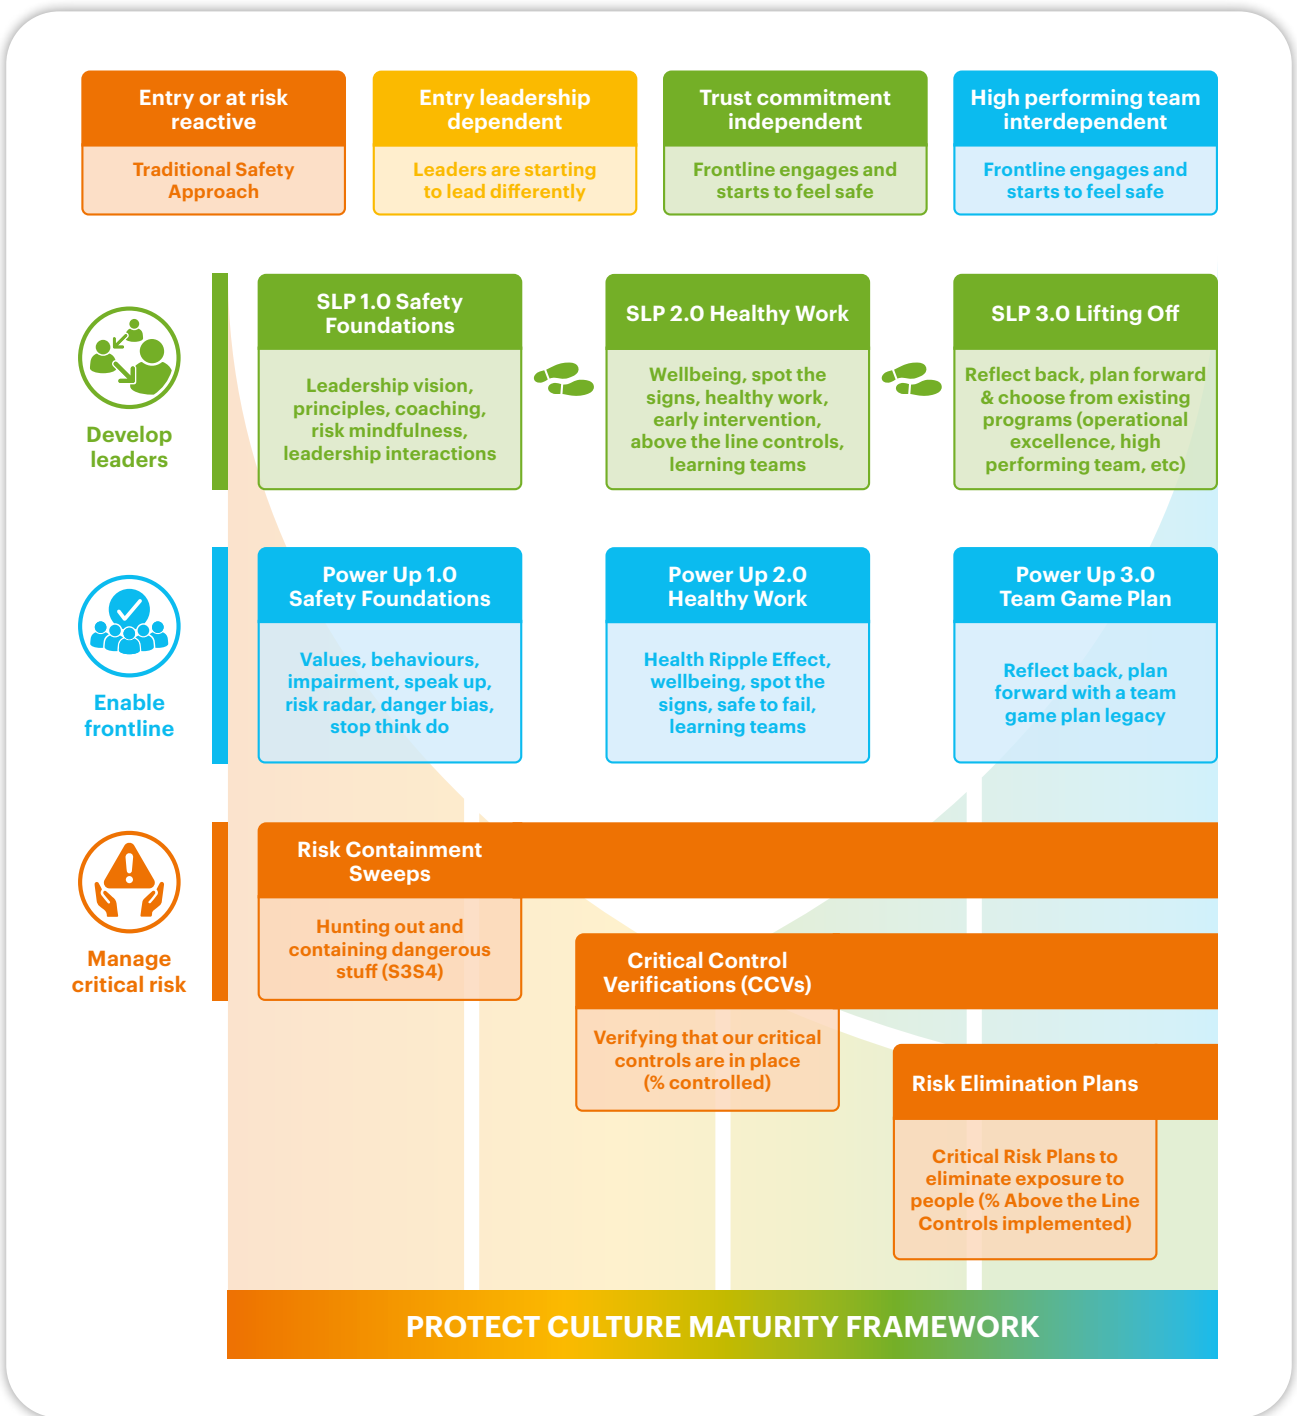 Entry or at risk
reactive
Traditional Safety
Approach
Entry leadership
dependent
Leaders are starting
to lead differently
Trust commitment
independent
Frontline engages and
starts to feel safe
High performing team
interdependent
Frontline engages and
starts to feel safe
Develop
leaders
SLP 1.0 Safety
Foundations
Leadership vision,
principles, coaching,
risk mindfulness,
leadership interactions
SLP 2.0 Healthy Work
Wellbeing, spot the
signs, healthy work,
early intervention,
above the line controls,
learning teams
SLP 3.0 Lifting Off
Reflect back, plan forward
& choose from existing
programs (operational
excellence, high
performing team, etc)
Enable
frontline
Power Up 1.0
Safety Foundations
Values, behaviours,
impairment, speak up,
risk radar, danger bias,
stop think do
Power Up 2.0
Healthy Work
Health Ripple Effect,
wellbeing, spot the
signs, safe to fail,
learning teams
Power Up 3.0
Team Game Plan
Reflect back, plan
forward with a team
game plan legacy
Manage
critical risk
Risk Containment
Sweeps
Hunting out and
containing dangerous
stuff (S3S4)
Critical Control
Verifications (CCVs)
Verifying that our critical
controls are in place
(% controlled)
Risk Elimination Plans
Critical Risk Plans to
eliminate exposure to
people (% Above the Line
Controls implemented)
PROTECT CULTURE MATURITY FRAMEWORK